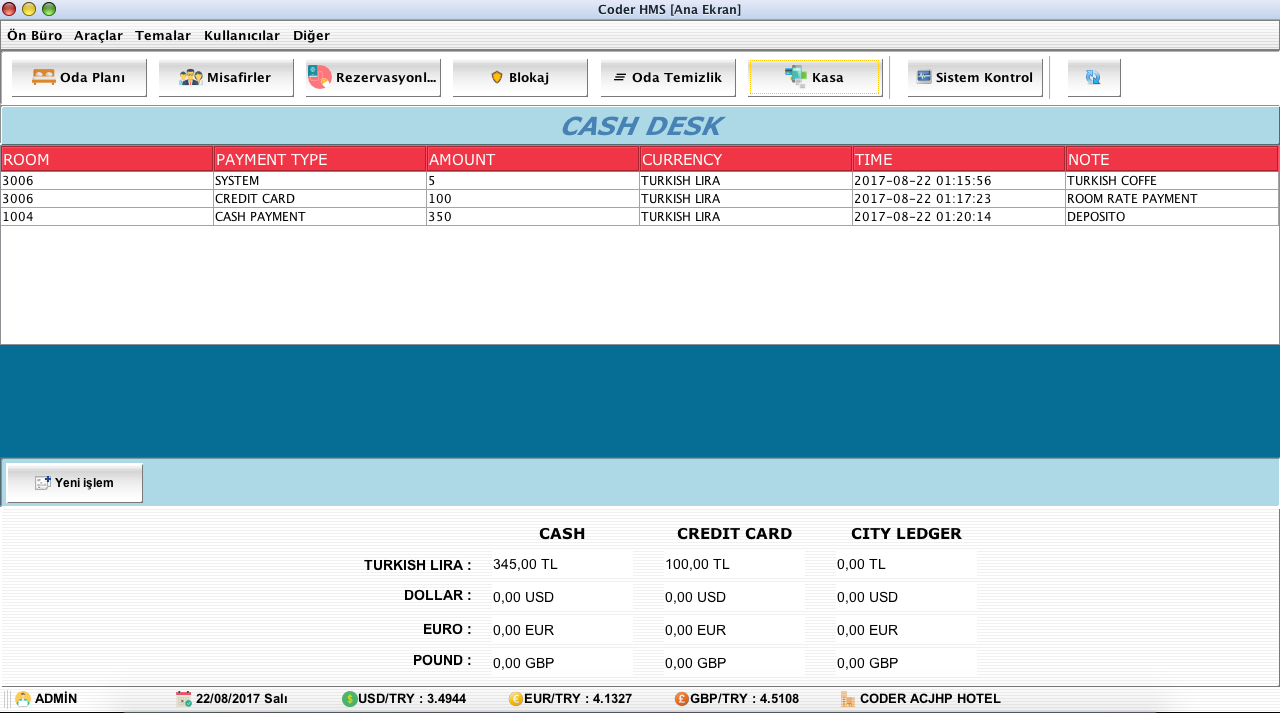 Coder HMS [Ana Ekran]
Ön Büro Araçlar Temalar Kullanıcılar Diğer
Oda Planı Misafirler Rezervasyonl... Blokaj Oda Temizlik Kasa Sistem Kontrol
CASH DESK
ROOM PAYMENT TYPE AMOUNT CURRENCY TIME NOTE
3006 SYSTEM 5 TURKISH LIRA 2017-08-22 01:15:56 TURKISH COFFE
3006 CREDIT CARD 100 TURKISH LIRA 2017-08-22 01:17:23 ROOM RATE PAYMENT
1004 CASH PAYMENT 350 TURKISH LIRA 2017-08-22 01:20:14 DEPOSITO
Yeni işlem
CASH CREDIT CARD CITY LEDGER
TURKISH LIRA : 345,00 TL 100,00 TL 0,00 TL
DOLLAR : 0,00 USD 0,00 USD 0,00 USD
EURO : 0,00 EUR 0,00 EUR 0,00 EUR
POUND : 0,00 GBP 0,00 GBP 0,00 GBP
ADMİN 22/08/2017 Salı USD/TRY : 3.4944 EUR/TRY : 4.1327 GBP/TRY : 4.5108 CODER ACJHP HOTEL